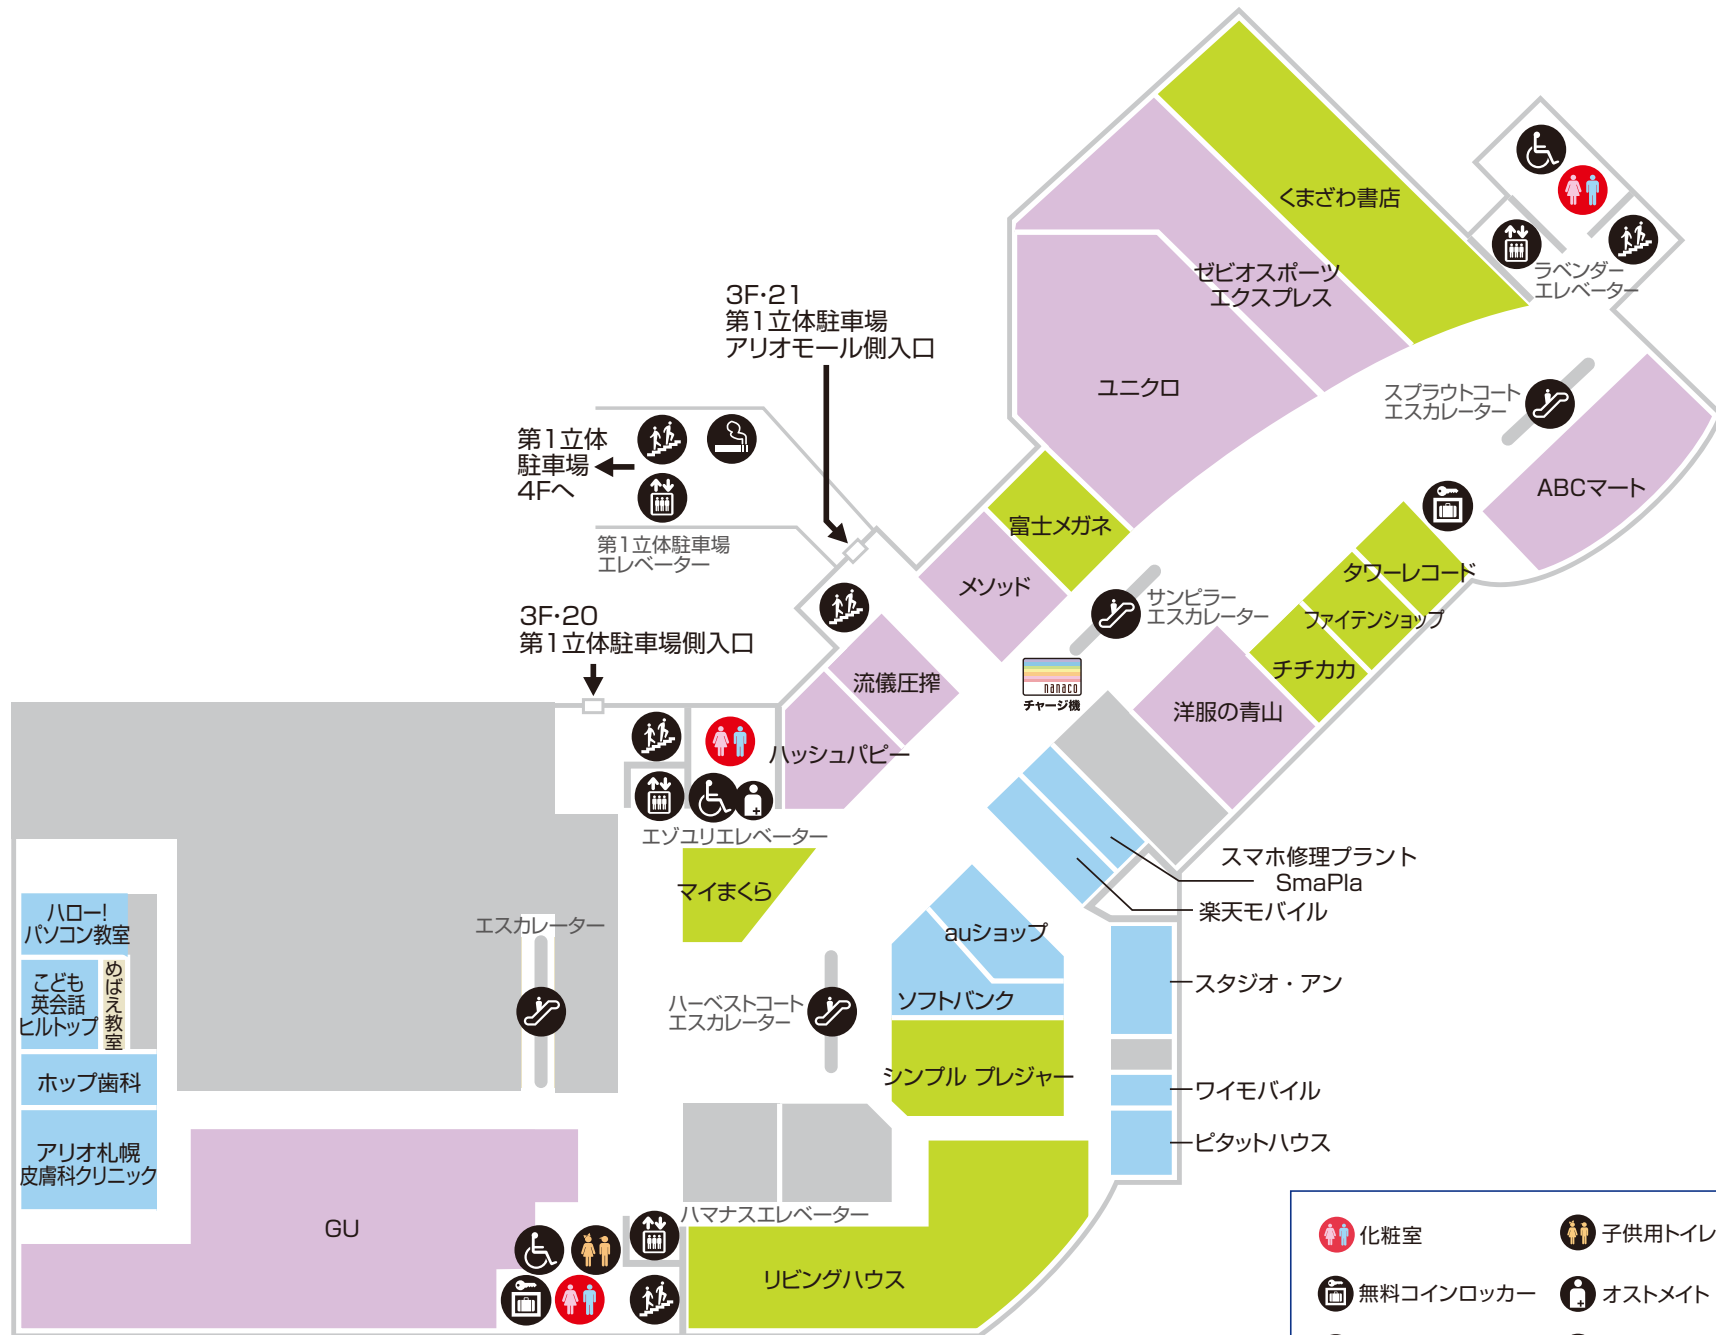 くまざわ書店
ゼビオスポーツ
エクスプレス
ラベンダー
エレベーター
3F・21
第1立体駐車場
アリオモール側入口
ユニクロ
スプラウトコート
エスカレーター
第1立体
駐車場
4Fへ
ABCマート
富士メガネ
第1立体駐車場
エレベーター
メソッド
タワーレコード
サンピラー
エスカレーター
ファイテンショップ
3F・20
第1立体駐車場側入口
チチカカ
流儀圧搾
nanaco
チャージ機
洋服の青山
ハッシュパピー
エゾユリエレベーター
スマホ修理プラント
SmaPla
マイまくら
楽天モバイル
ハロー!
パソコン教室
エスカレーター
auショップ
こども
英会話
ヒルトップ
めばえ教室
スタジオ・アン
ハーベストコート
エスカレーター
ソフトバンク
ホップ歯科
シンプル プレジャー
ワイモバイル
アリオ札幌
皮膚科クリニック
ピタットハウス
GU
ハマナスエレベーター
リビングハウス
化粧室
子供用トイレ
無料コインロッカー
オストメイト